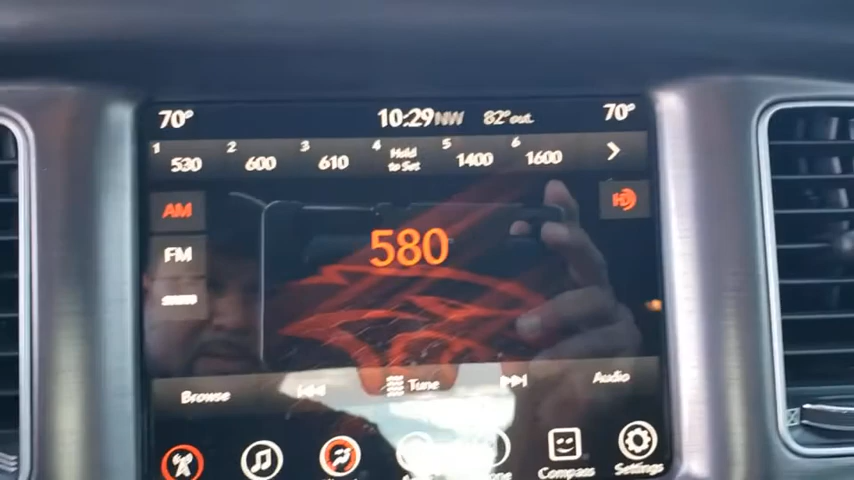 70° 10:29 NW 82° out 70°
1 530 2 600 3 610 4 Hold to Set 5 1400 6 1600
AM 580 HD
FM
Browse Tune Audio
Compass Settings